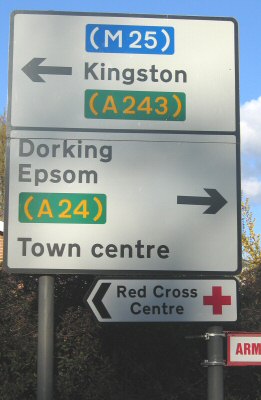 (M25)
Kingston
(A243)
Dorking
Epsom
(A24)
Town centre
Red Cross
Centre
ARM